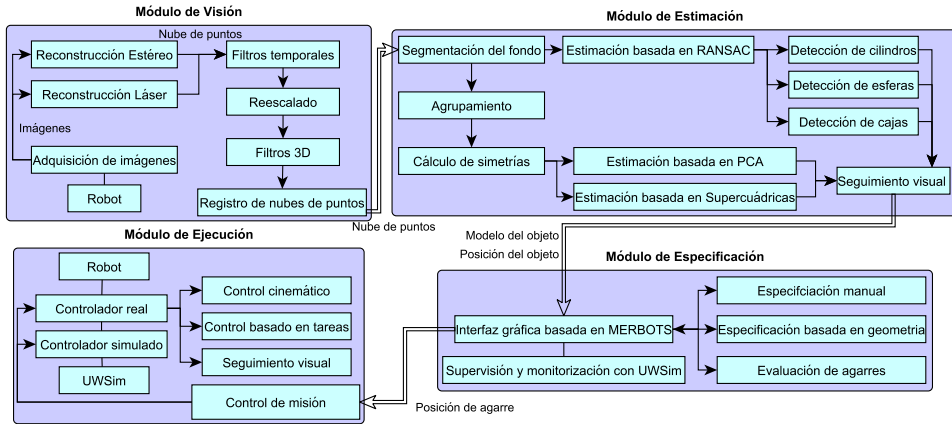 Módulo de Visión
Nube de puntos
Reconstrucción Estéreo
Filtros temporales
Reconstrucción Láser
Reescalado
Imágenes
Adquisición de imágenes
Filtros 3D
Robot
Registro de nubes de puntos
Nube de puntos
Módulo de Estimación
Segmentación del fondo
Estimación basada en RANSAC
Detección de cilindros
Detección de esferas
Agrupamiento
Detección de cajas
Cálculo de simetrías
Estimación basada en PCA
Seguimiento visual
Estimación basada en Supercuádricas
Modelo del objeto
Posición del objeto
Módulo de Ejecución
Robot
Control cinemático
Controlador real
Control basado en tareas
Controlador simulado
Seguimiento visual
UWSim
Control de misión
Posición de agarre
Módulo de Especificación
Especifciación manual
Interfaz gráfica basada en MERBOTS
Especificación basada en geometria
Supervisión y monitorización con UWSim
Evaluación de agarres